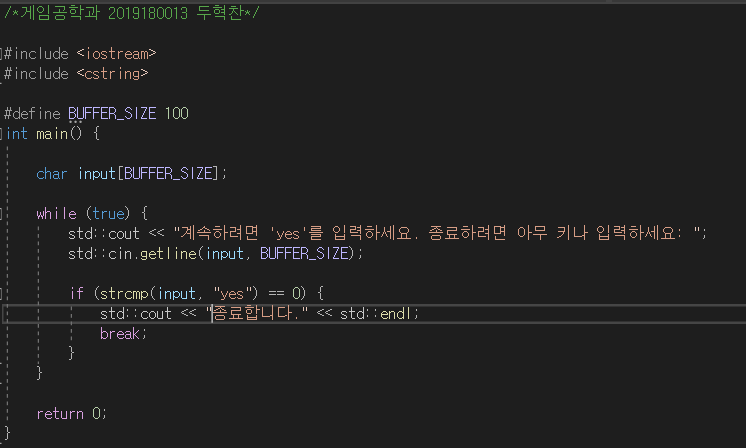 /*게임공학과 2019180013 두혁찬*/
#include <iostream>
#include <cstring>
#define BUFFER_SIZE 100
int main() {
char input[BUFFER_SIZE];
while (true) {
std::cout << "계속하려면 'yes'를 입력하세요. 종료하려면 아무 키나 입력하세요: ";
std::cin.getline(input, BUFFER_SIZE);
if (strcmp(input, "yes") == 0) {
std::cout << "종료합니다." << std::endl;
break;
}
}
return 0;
}